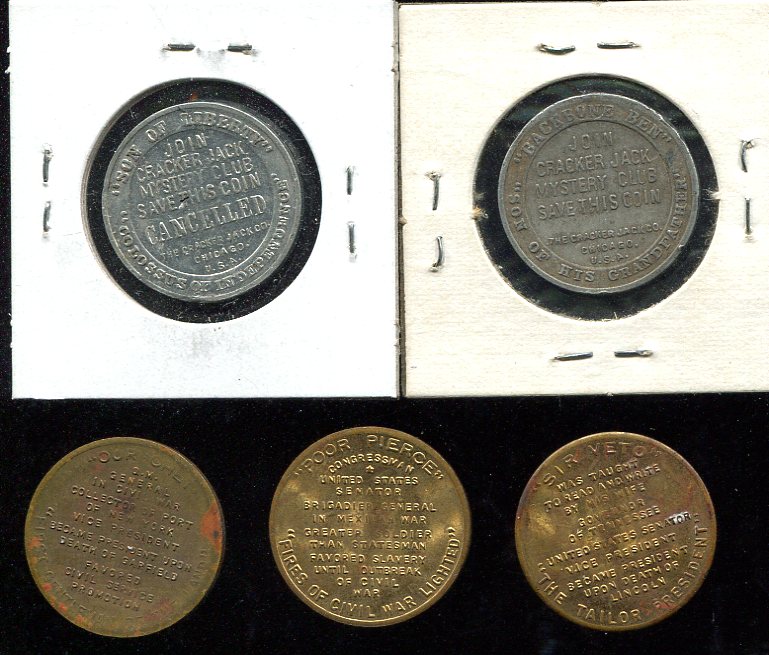 "SON OF LIBERTY"
JOIN
CRACKER JACK
MYSTERY CLUB
SAVE THIS COIN
CANCELLED
THE CRACKER JACK CO.
CHICAGO,
U.S.A.
"COLOSSUS OF INDEPENDENCE"
"BACKBONE BEN"
JOIN
CRACKER JACK
MYSTERY CLUB
SAVE THIS COIN
THE CRACKER JACK CO.
CHICAGO,
U.S.A.
OF HIS GRANDFATHER"
"OUR CHET"
GENERAL
IN CIVIL WAR
COLLECTOR PORT
OF NEW YORK
VICE PRESIDENT
BECAME PRESIDENT UPON
DEATH OF GARFIELD
FAVORED
CIVIL SERVICE
PROMOTION
"POOR PIERCE"
CONGRESSMAN
UNITED STATES
SENATOR
BRIGADIER GENERAL
IN MEXICAN WAR
GREATER SOLDIER
THAN STATESMAN
FAVORED SLAVERY
UNTIL OUTBREAK
OF CIVIL
WAR
"FIRES OF CIVIL WAR LIGHTED"
"SIR VETO"
WAS TAUGHT
TO READ AND WRITE
BY HIS WIFE
GOVERNOR
OF TENNESSEE
UNITED STATES SENATOR
VICE PRESIDENT
BECAME PRESIDENT
UPON DEATH OF
LINCOLN
"THE TAILOR PRESIDENT"